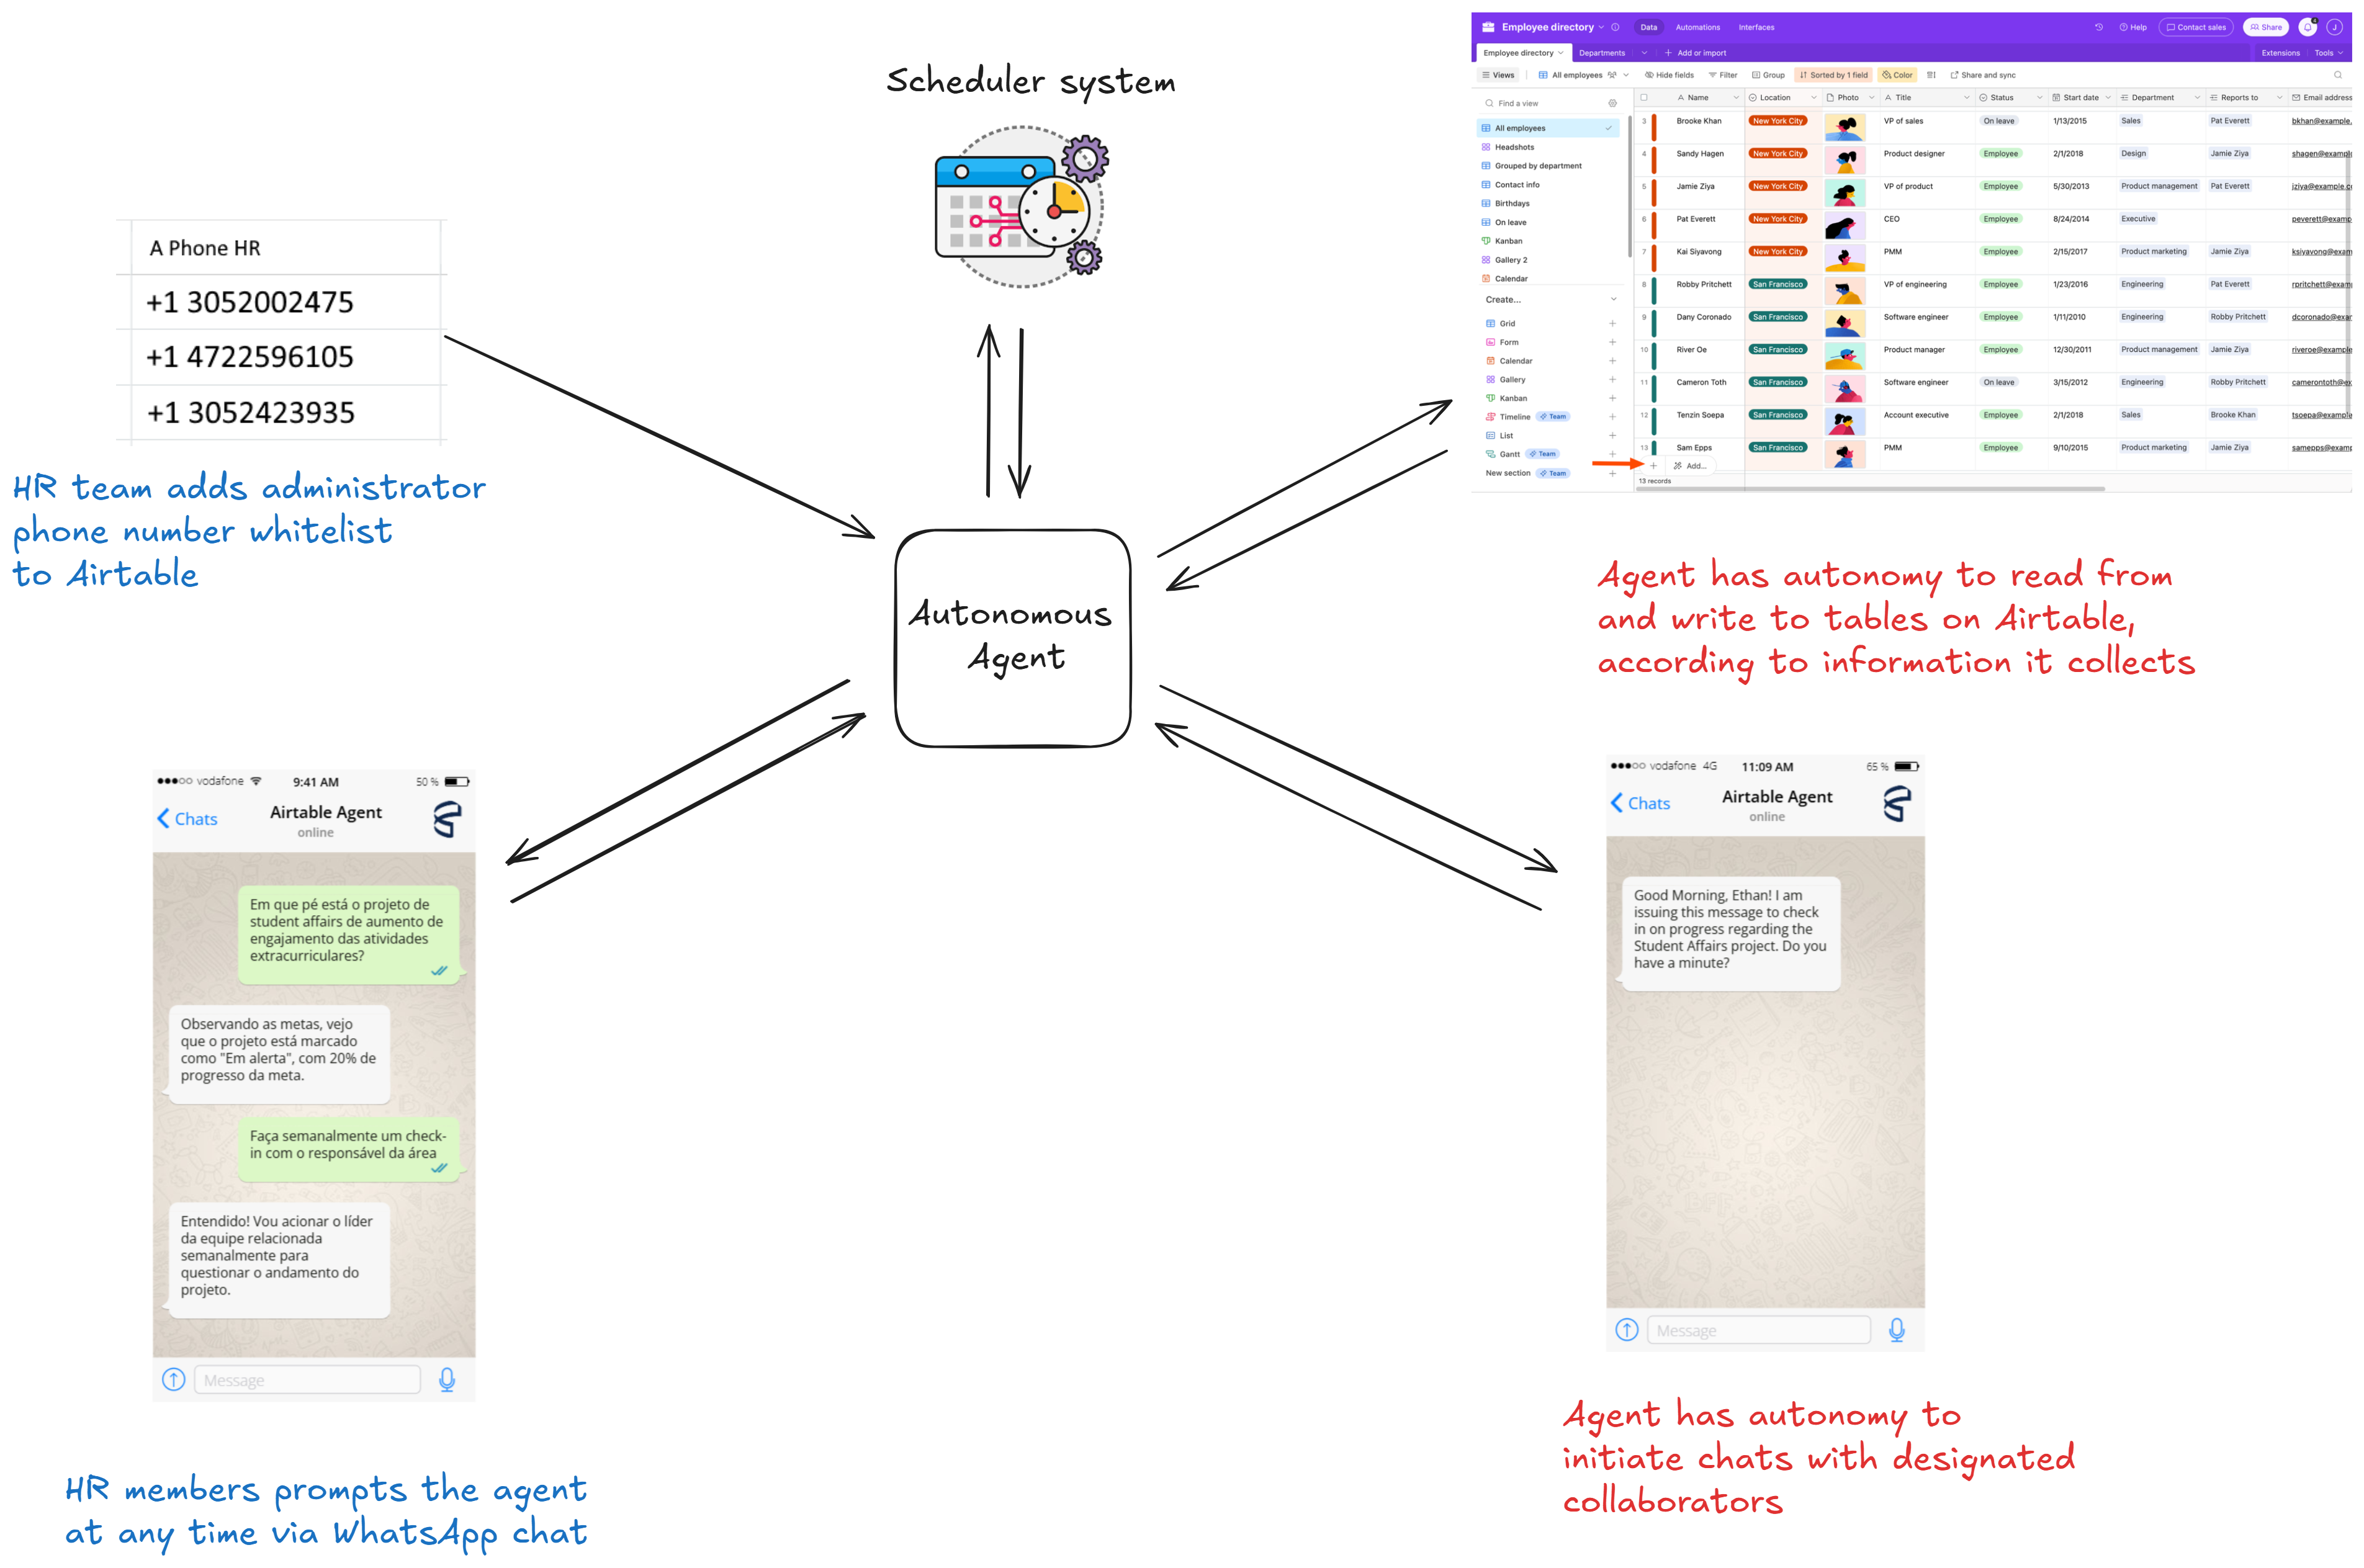 Scheduler system
A Phone HR
+1 3052002475
+1 4722596105
+1 3052423935
HR team adds administrator
phone number whitelist
to Airtable
Employee directory
Data
Automations
Interfaces
Help
Contact sales
Share
J
Employee directory
Departments
Add or import
Extensions
Tools
Views
All employees
Hide fields
Filter
Group
Sorted by 1 field
Color
Share and sync
Find a view
All employees
Headshots
Grouped by department
Contact info
Birthdays
On leave
Kanban
Gallery 2
Calendar
Create...
Grid
Form
Calendar
Gallery
Kanban
Timeline Team
List
Gantt Team
New section Team
Name Location Photo Title Status Start date Department Reports to Email address
3 Brooke Khan New York City VP of sales On leave 1/13/2015 Sales Pat Everett bkhan@example.
4 Sandy Hagen New York City Product designer Employee 2/1/2018 Design Jamie Ziya shagen@exampl
5 Jamie Ziya New York City VP of product Employee 5/30/2013 Product management Pat Everett jziya@example.c
6 Pat Everett New York City CEO Employee 8/24/2014 Executive peverett@examp
7 Kai Siyavong New York City PMM Employee 2/15/2017 Product marketing Jamie Ziya ksiyavong@exam
8 Robby Pritchett San Francisco VP of engineering Employee 1/23/2016 Engineering Pat Everett rpritchett@exam
9 Dany Coronado San Francisco Software engineer Employee 1/11/2010 Engineering Robby Pritchett dcoronado@exa
10 River Oe San Francisco Product manager Employee 12/30/2011 Product management Jamie Ziya riveroe@example
11 Cameron Toth San Francisco Software engineer On leave 3/15/2012 Engineering Robby Pritchett camerontoth@ex
12 Tenzin Soepa San Francisco Account executive Employee 2/1/2018 Sales Brooke Khan tsoepa@example
13 Sam Epps San Francisco PMM Employee 9/10/2015 Product marketing Jamie Ziya samepps@examp
+ Add...
13 records
Agent has autonomy to read from
and write to tables on Airtable,
according to information it collects
Autonomous
Agent
vodafone 9:41 AM 50 %
Chats
Airtable Agent
online
Em que pé está o projeto de
student affairs de aumento de
engajamento das atividades
extracurriculares?
Observando as metas, vejo
que o projeto está marcado
como "Em alerta", com 20% de
progresso da meta.
Faça semanalmente um check-
in com o responsável da área
Entendido! Vou acionar o líder
da equipe relacionada
semanalmente para
questionar o andamento do
projeto.
Message
HR members prompts the agent
at any time via WhatsApp chat
vodafone 4G 11:09 AM 65 %
Chats
Airtable Agent
online
Good Morning, Ethan! I am
issuing this message to check
in on progress regarding the
Student Affairs project. Do you
have a minute?
Message
Agent has autonomy to
initiate chats with designated
collaborators